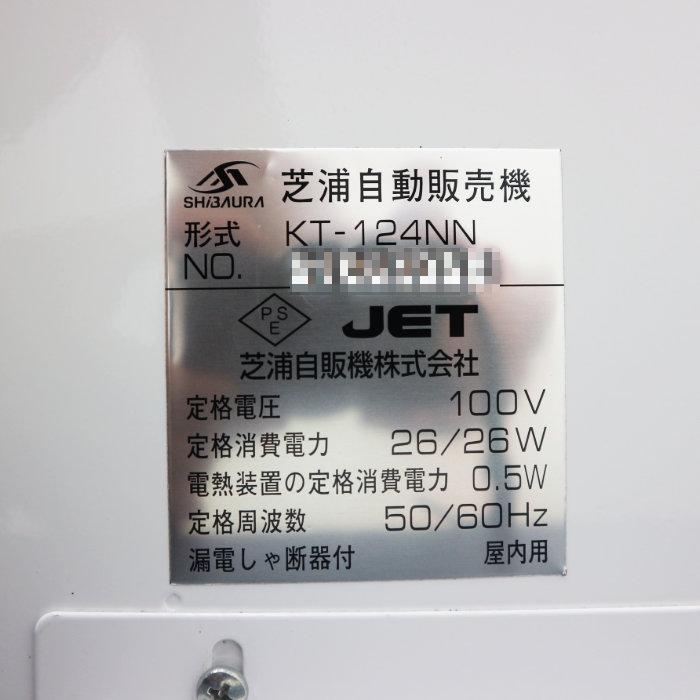 SHIBAURA
芝浦自動販売機
形式 KT-124NN
NO.
PSE JET
芝浦自販機株式会社
定格電圧 100V
定格消費電力 26/26W
電熱装置の定格消費電力 0.5W
定格周波数 50/60Hz
漏電しゃ断器付 屋内用